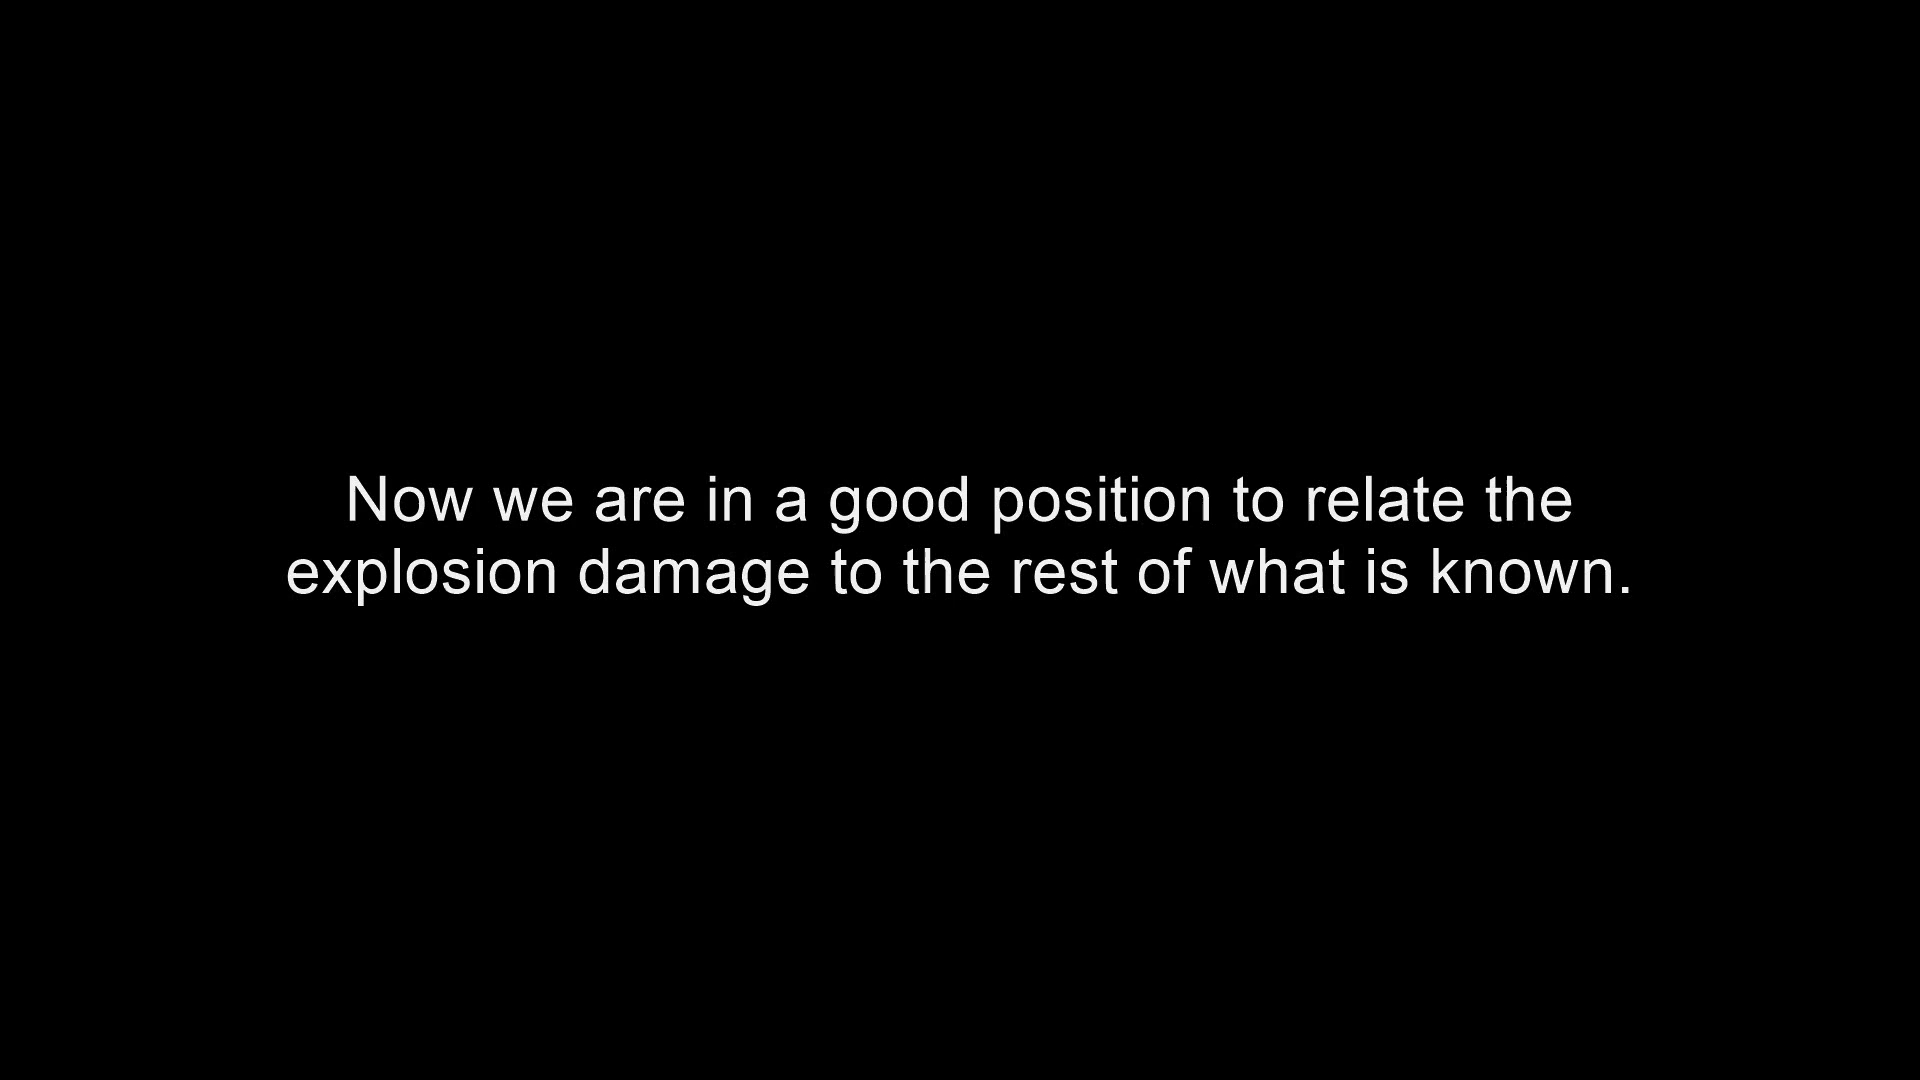 Now we are in a good position to relate the
explosion damage to the rest of what is known.